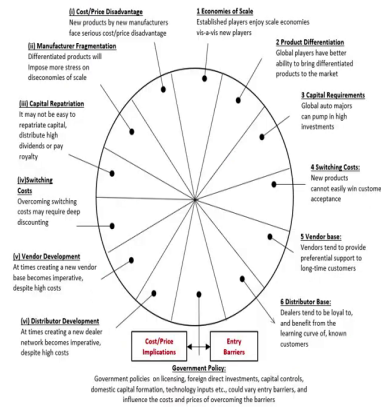 (i) Cost/Price Disadvantage
New products by new manufacturers
face serious cost/price disadvantage
1 Economies of Scale
Established players enjoy scale economies
vis-a-vis new players
(ii) Manufacturer Fragmentation
Differentiated products will
Impose more stress on
diseconomies of scale
2 Product Differentiation
Global players have better
ability to bring differentiated
products to the market
(iii) Capital Repatriation
It may not be easy to
repatriate capital,
distribute high
dividends or pay
royalty
3 Capital Requirements
Global auto majors
can pump in high
investments
(iv)Switching
Costs
Overcoming switching
costs may require deep
discounting
4 Switching Costs:
New products
cannot easily win custome
acceptance
(v) Vendor Development
At times creating a new vendor
base becomes imperative,
despite high costs
5 Vendor base:
Vendors tend to provide
preferential support to
long-time customers
(vi) Distributor Development
At times creating a new dealer
network becomes imperative,
despite high costs
6 Distributor Base:
Dealers tend to be loyal to,
and benefit from the
learning curve of, known
customers
Cost/Price
Implications
Entry
Barriers
Government Policy:
Government policies on licensing, foreign direct investments, capital controls,
domestic capital formation, technology inputs etc., could vary entry barriers, and
influence the costs and prices of overcoming the barriers